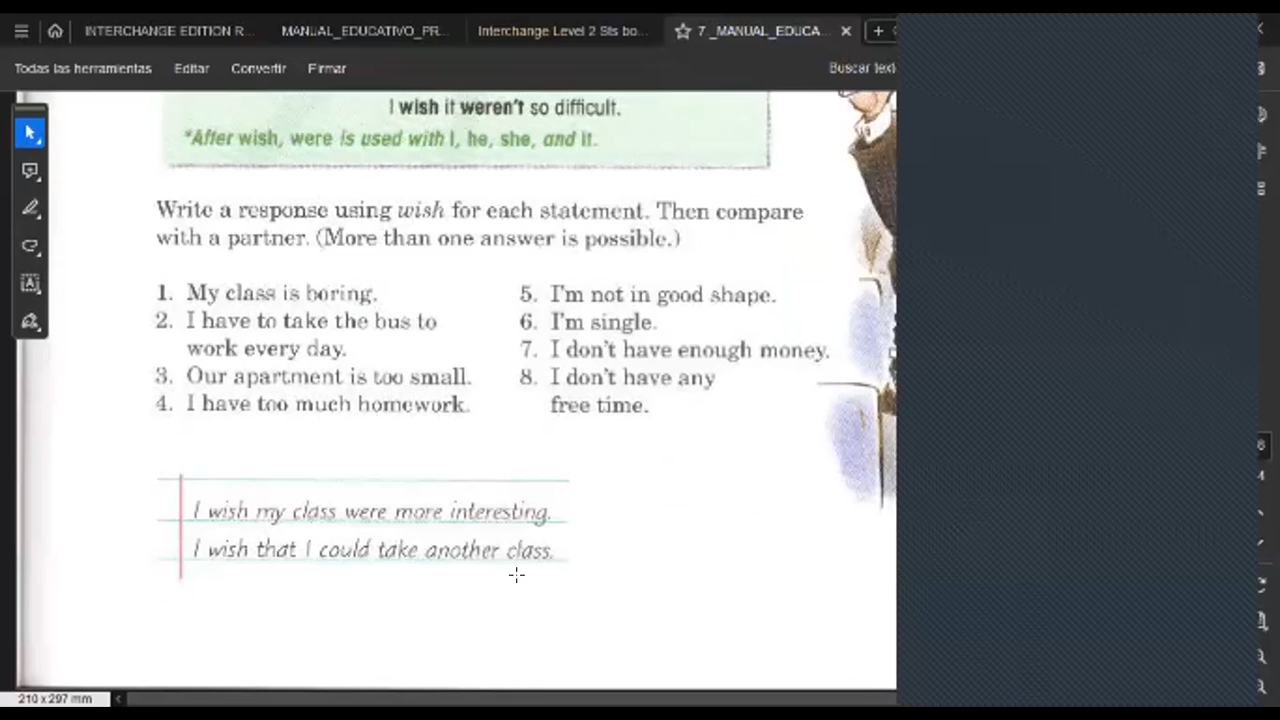 INTERCHANGE EDITION R...
MANUAL_EDUCATIVO_PR...
Interchange Level 2 Sts bo...
7 _MANUAL_EDUCA...
Todas las herramientas
Editar
Convertir
Firmar
Buscar text
I wish it weren't so difficult.
*After wish, were is used with I, he, she, and it.
Write a response using wish for each statement. Then compare
with a partner. (More than one answer is possible.)
1. My class is boring.
2. I have to take the bus to
work every day.
3. Our apartment is too small.
4. I have too much homework.
5. I'm not in good shape.
6. I'm single.
7. I don't have enough money.
8. I don't have any
free time.
I wish my class were more interesting.
I wish that I could take another class.
210 x 297 mm